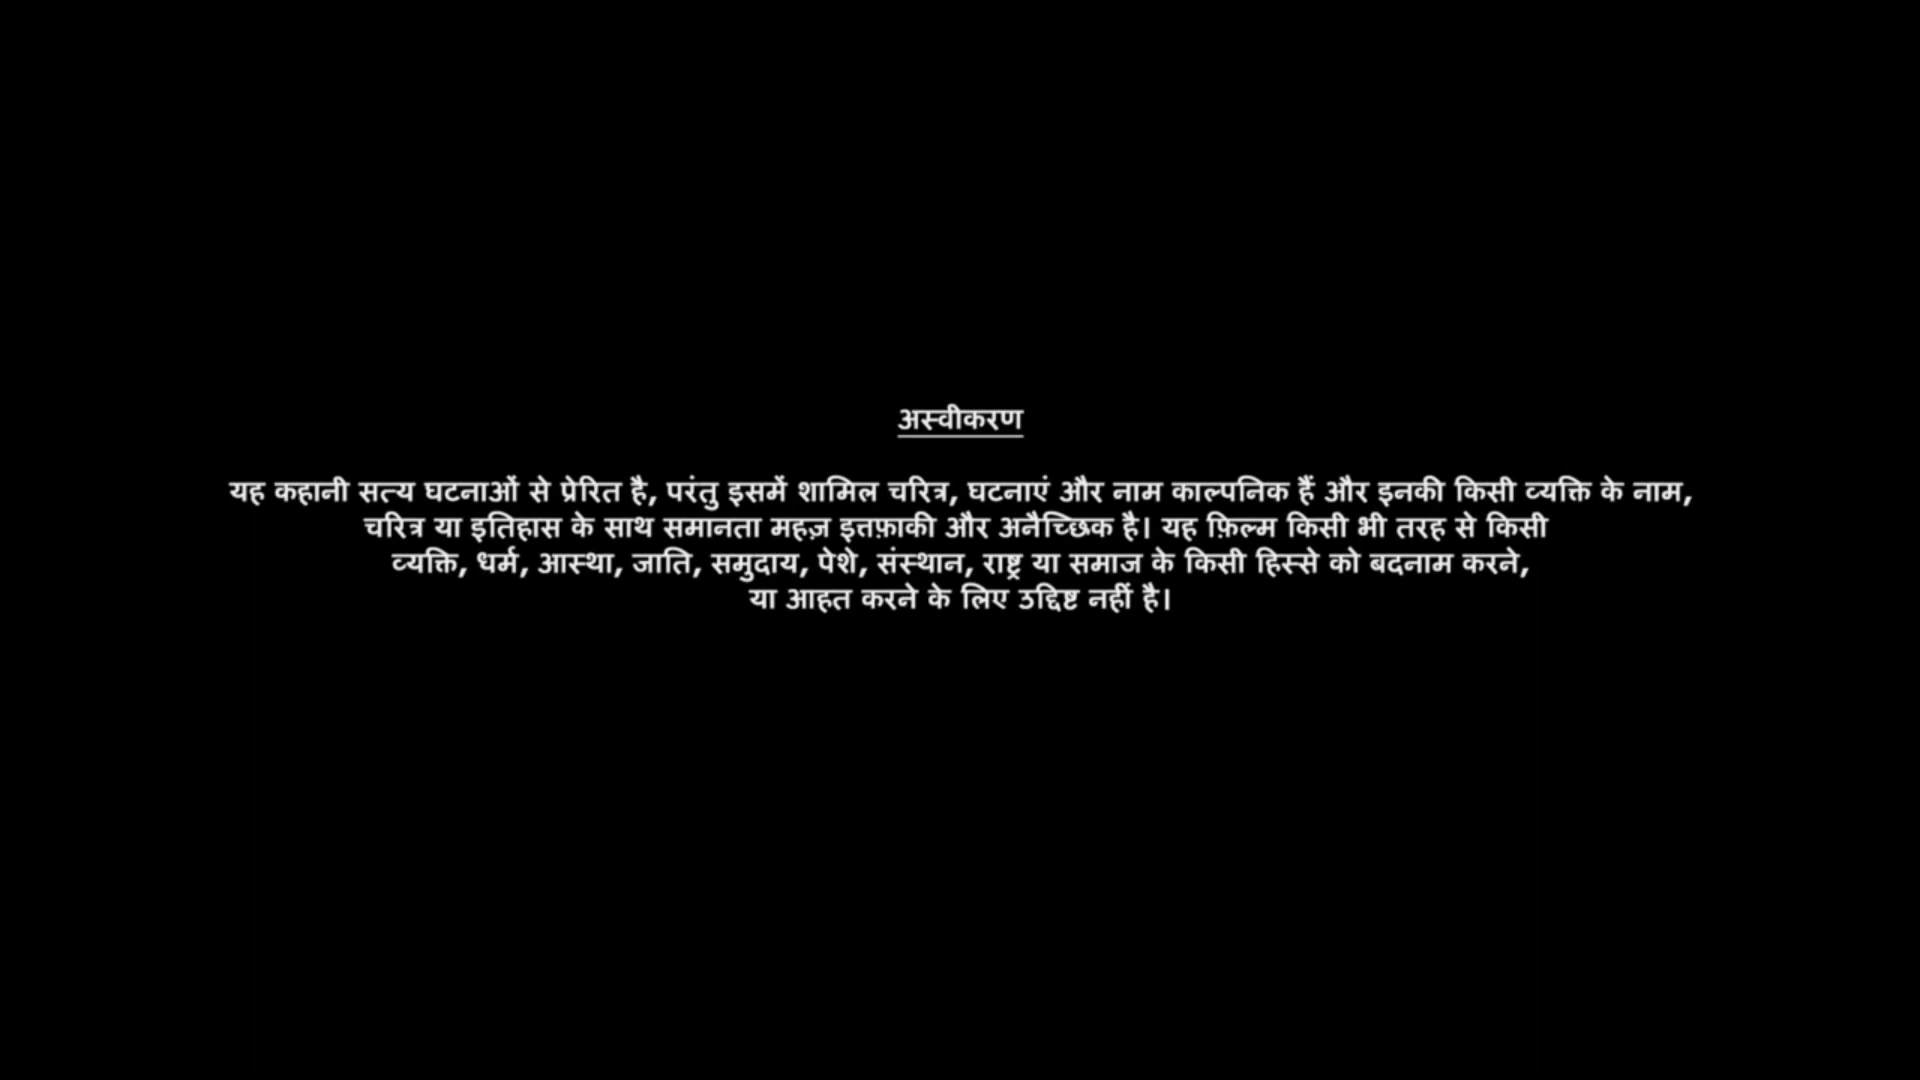 अस्वीकरण
यह कहानी सत्य घटनाओं से प्रेरित है, परंतु इसमें शामिल चरित्र, घटनाएं और नाम काल्पनिक हैं और इनकी किसी व्यक्ति के नाम,
चरित्र या इतिहास के साथ समानता महज़ इत्तफ़ाकी और अनैच्छिक है। यह फ़िल्म किसी भी तरह से किसी
व्यक्ति, धर्म, आस्था, जाति, समुदाय, पेशे, संस्थान, राष्ट्र या समाज के किसी हिस्से को बदनाम करने,
या आहत करने के लिए उद्दिष्ट नहीं है।